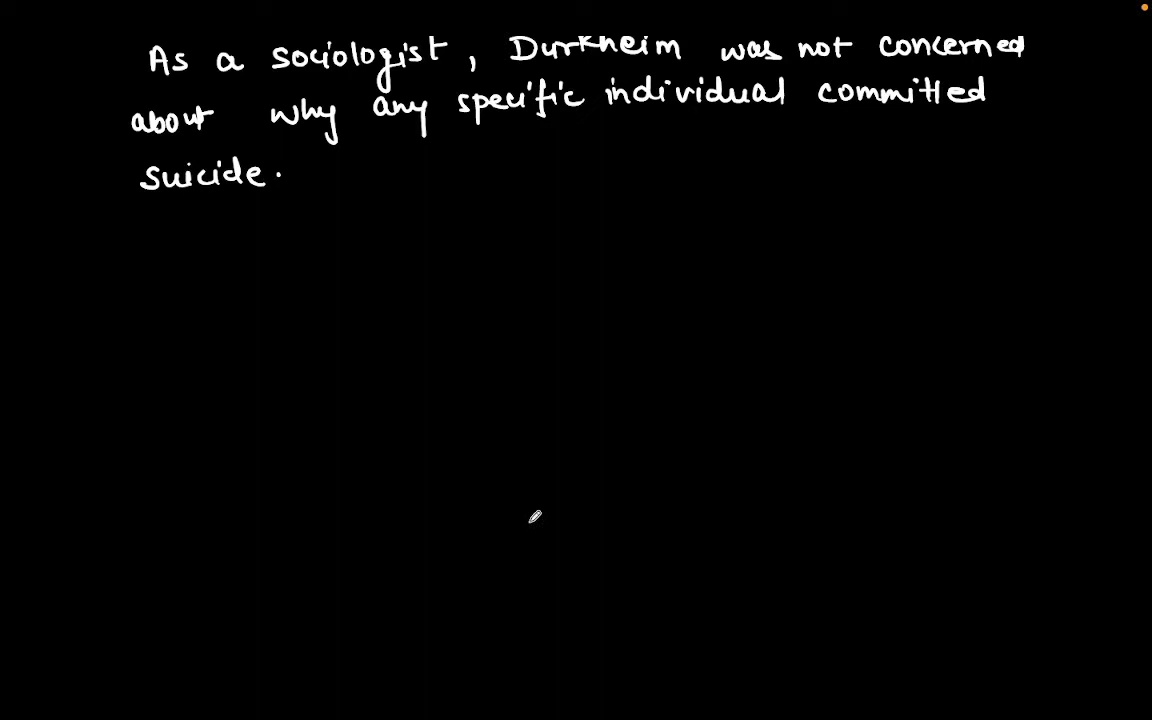 As a sociologist, Durkheim was not concerned
about why any specific individual committed
suicide.